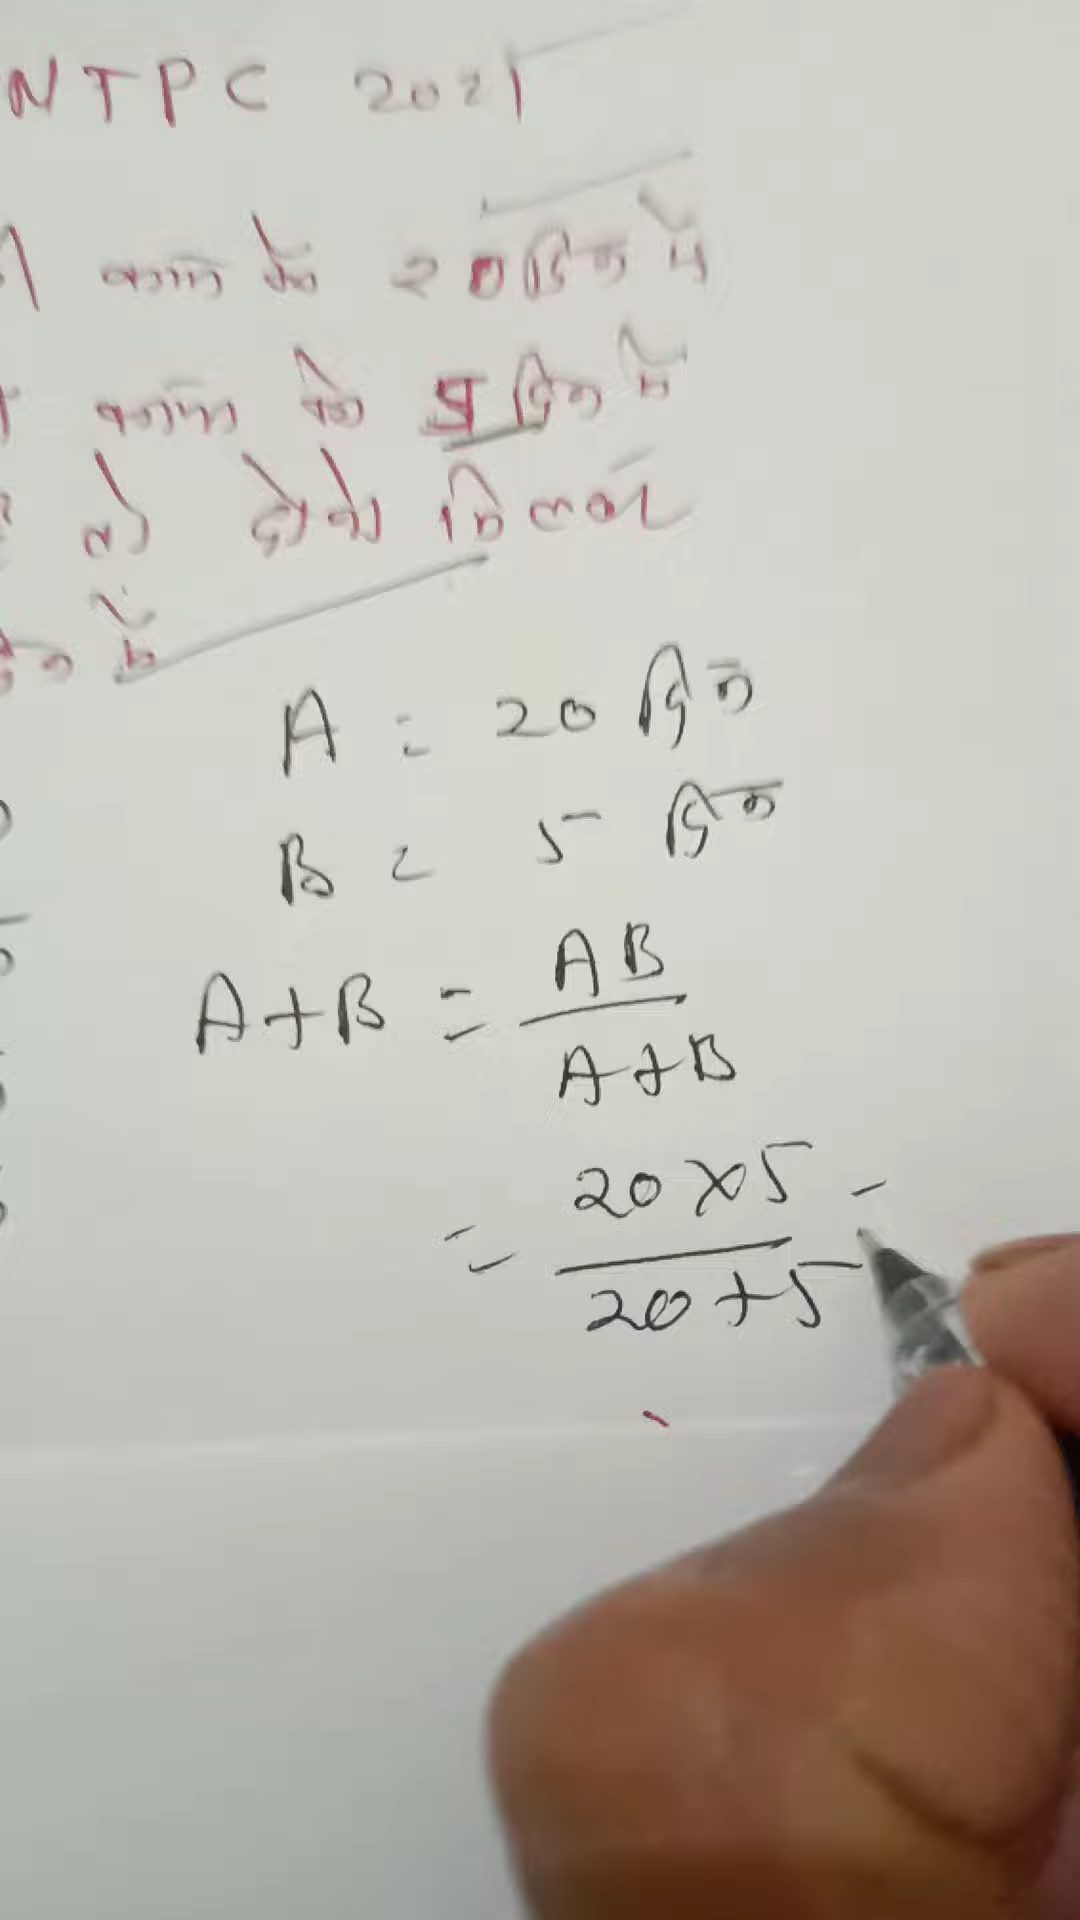 NTPC 2021
काम को 20 दिन में
काम को 5 दिन में
तो दोनो मिलकर
में
A = 20 दिन
B = 5 दिन
A+B = AB / A+B
= 20×5 / 20+5 -